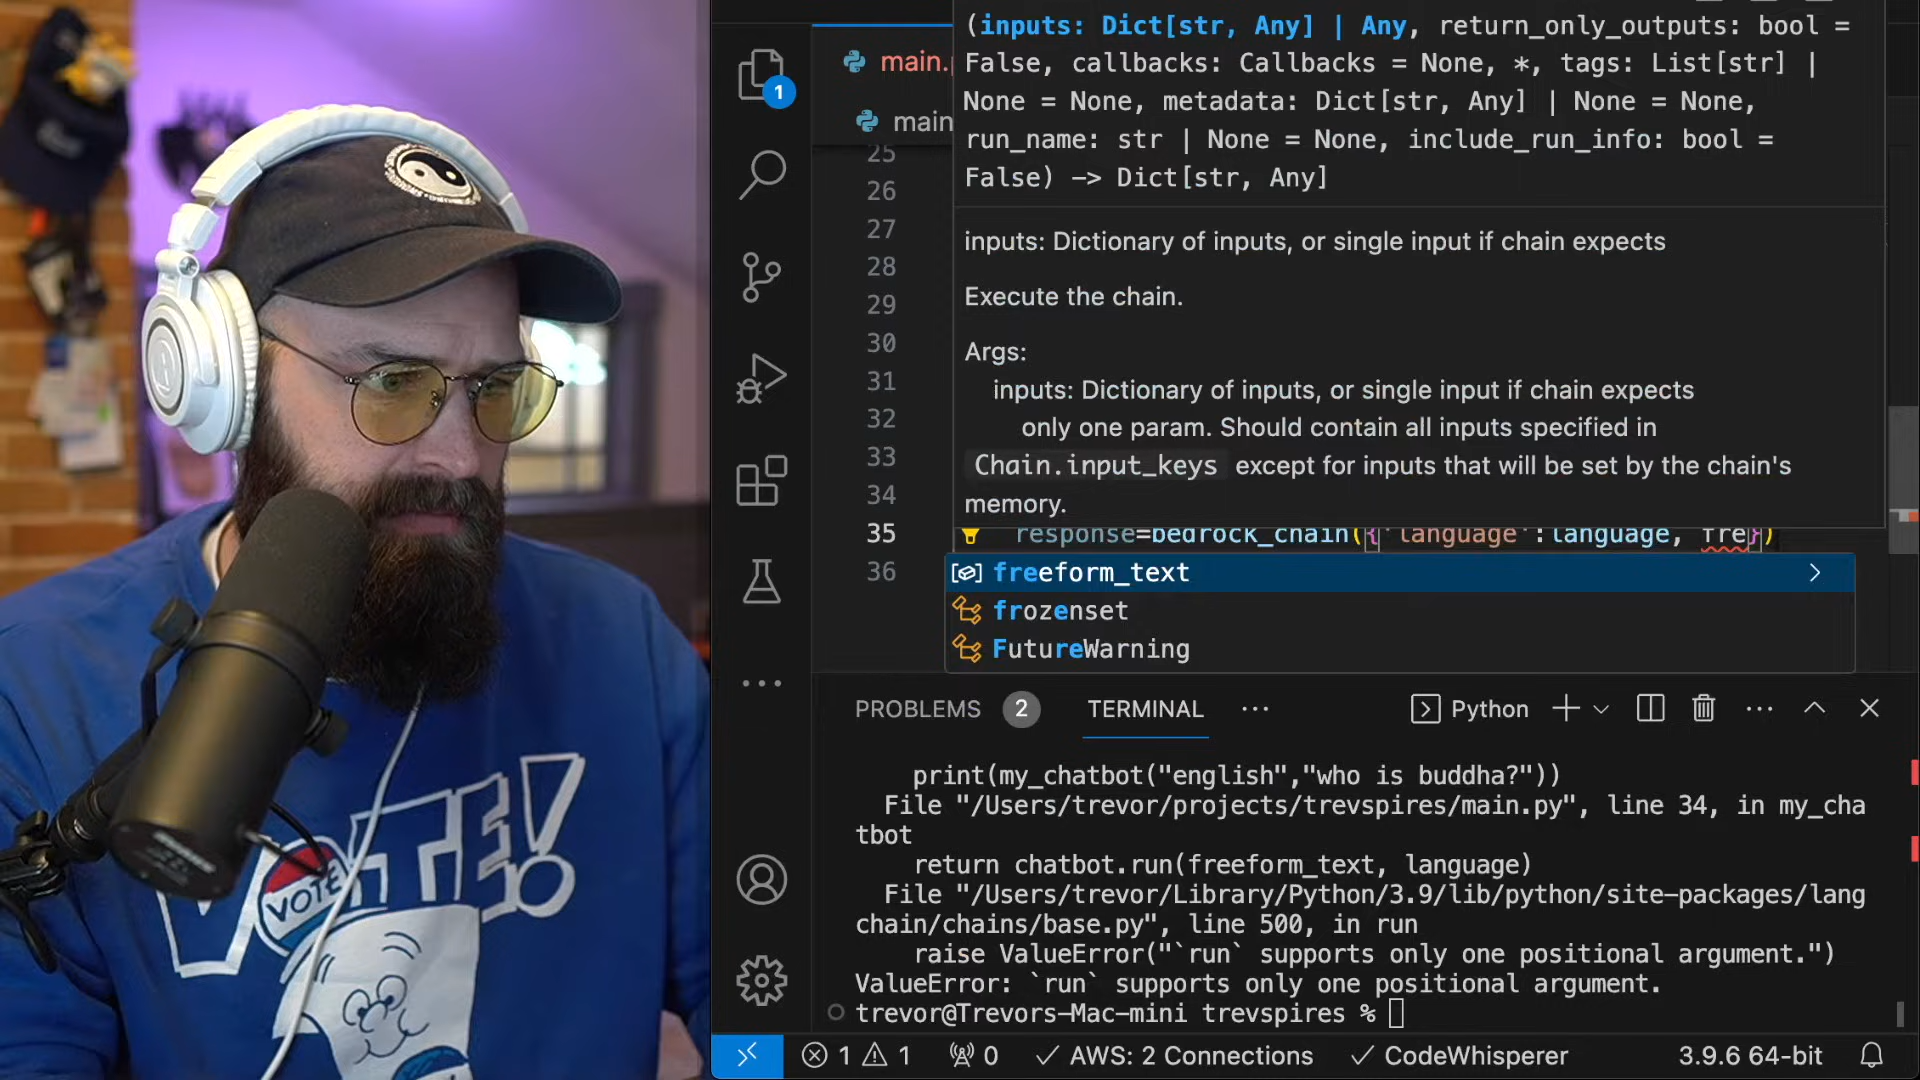 VOTE!
VOTE
1
main.
main
(inputs: Dict[str, Any] | Any, return_only_outputs: bool =
False, callbacks: Callbacks = None, *, tags: List[str] |
None = None, metadata: Dict[str, Any] | None = None,
run_name: str | None = None, include_run_info: bool =
False) -> Dict[str, Any]
inputs: Dictionary of inputs, or single input if chain expects
Execute the chain.
Args:
inputs: Dictionary of inputs, or single input if chain expects
only one param. Should contain all inputs specified in
Chain.input_keys except for inputs that will be set by the chain's
memory.
25
26
27
28
29
30
31
32
33
34
35 response=bedrock_chain({'language':language, fre})
36
freeform_text
frozenset
FutureWarning
PROBLEMS 2 TERMINAL ··· Python
print(my_chatbot("english","who is buddha?"))
File "/Users/trevor/projects/trevspires/main.py", line 34, in my_cha
tbot
return chatbot.run(freeform_text, language)
File "/Users/trevor/Library/Python/3.9/lib/python/site-packages/lang
chain/chains/base.py", line 500, in run
raise ValueError("`run` supports only one positional argument.")
ValueError: `run` supports only one positional argument.
trevor@Trevors-Mac-mini trevspires %
1 1 0 AWS: 2 Connections CodeWhisperer 3.9.6 64-bit